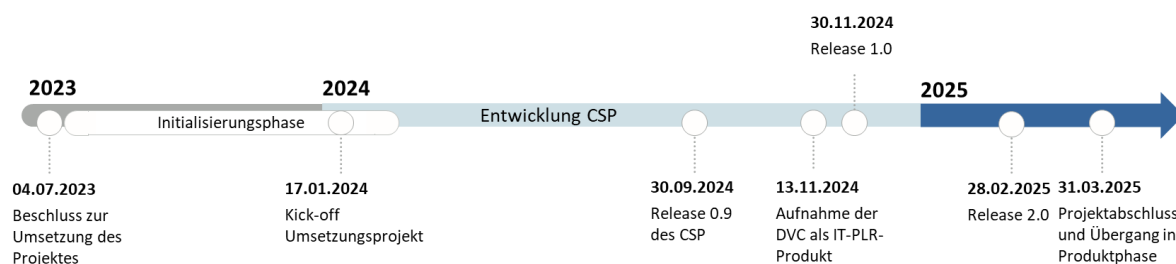 30.11.2024
Release 1.0
2023
2024
2025
Initialisierungsphase
Entwicklung CSP
04.07.2023
Beschluss zur
Umsetzung des
Projektes
17.01.2024
Kick-off
Umsetzungsprojekt
30.09.2024
Release 0.9
des CSP
13.11.2024
Aufnahme der
DVC als IT-PLR-
Produkt
28.02.2025
Release 2.0
31.03.2025
Projektabschluss
und Übergang in
Produktphase